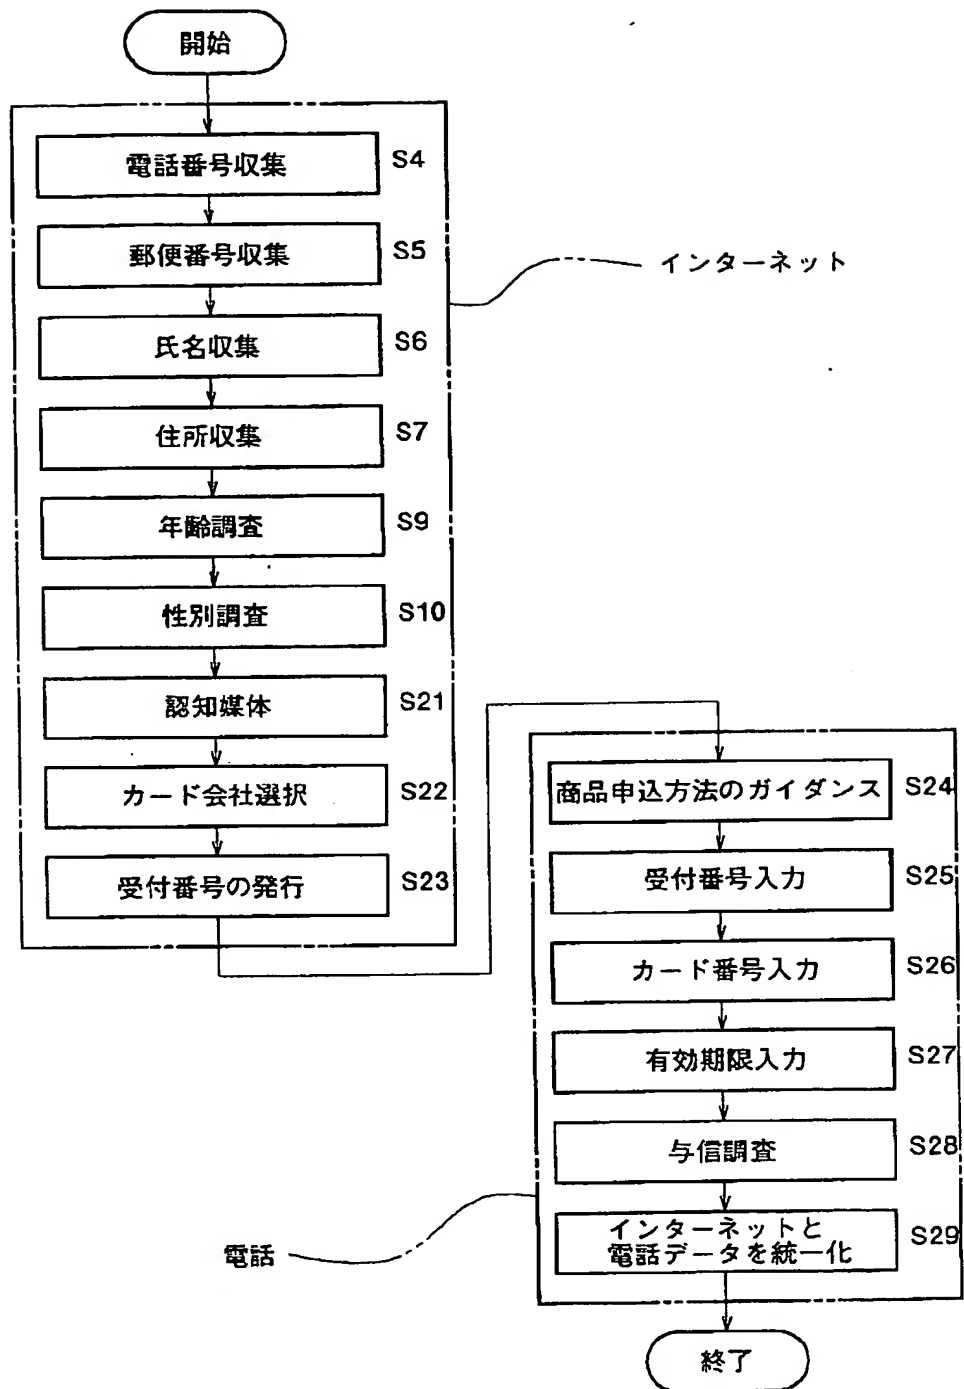 開始
電話番号収集 S4
郵便番号収集 S5
インターネット
氏名収集 S6
住所収集 S7
年齢調査 S9
性別調査 S10
認知媒体 S21
カード会社選択 S22
受付番号の発行 S23
商品申込方法のガイダンス S24
受付番号入力 S25
カード番号入力 S26
有効期限入力 S27
与信調査 S28
インターネットと
電話データを統一化 S29
電話
終了